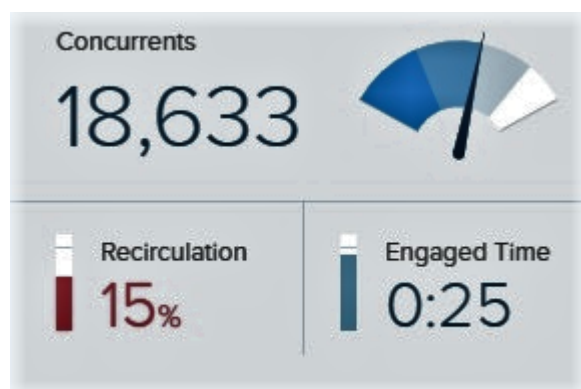 Concurrents
18,633
Recirculation
15%
Engaged Time
0:25